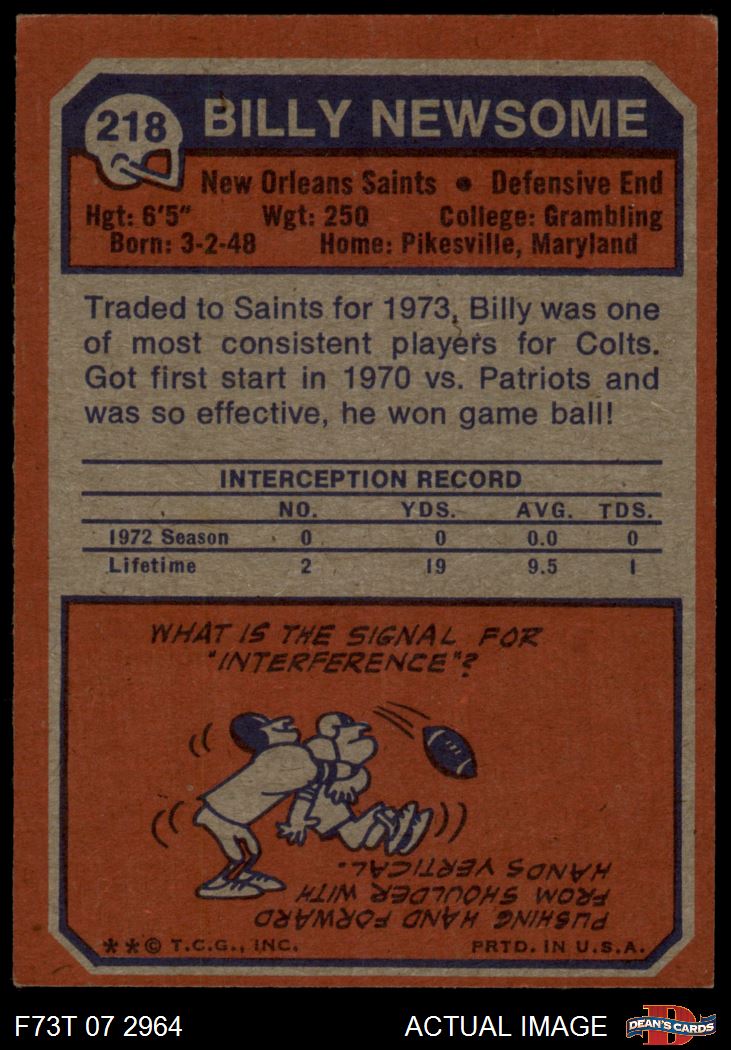 218
BILLY NEWSOME
New Orleans Saints • Defensive End
Hgt: 6'5" Wgt: 250 College: Grambling
Born: 3-2-48 Home: Pikesville, Maryland
Traded to Saints for 1973, Billy was one
of most consistent players for Colts.
Got first start in 1970 vs. Patriots and
was so effective, he won game ball!
INTERCEPTION RECORD
NO. YDS. AVG. TDS.
1972 Season 0 0 0.0 0
Lifetime 2 19 9.5 1
WHAT IS THE SIGNAL FOR
"INTERFERENCE"?
PUSHING HAND FORWARD
FROM SHOULDER WITH
HANDS VERTICAL.
**© T.C.G., INC. PRTD. IN U.S.A.
F73T 07 2964 ACTUAL IMAGE DEAN'S CARDS